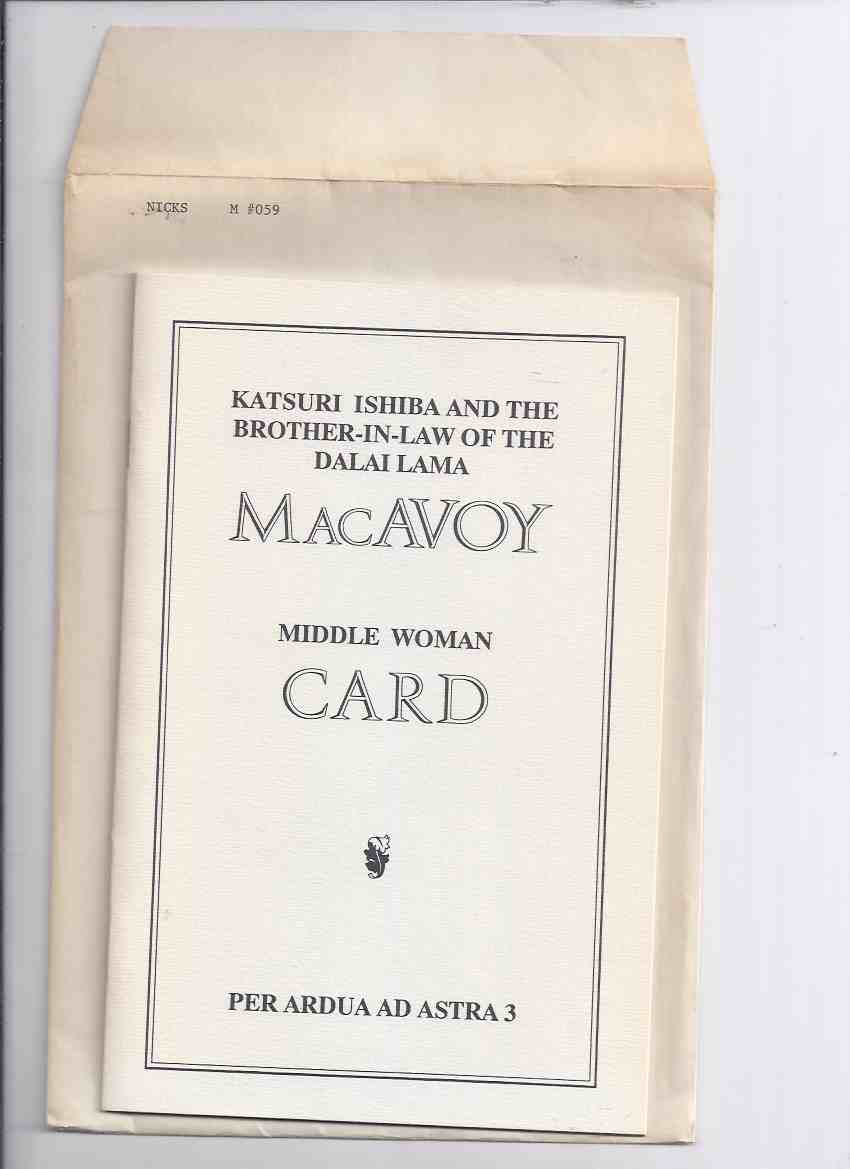 NICKS M #059
KATSURI ISHIBA AND THE
BROTHER-IN-LAW OF THE
DALAI LAMA
MACAVOY
MIDDLE WOMAN
CARD
PER ARDUA AD ASTRA 3